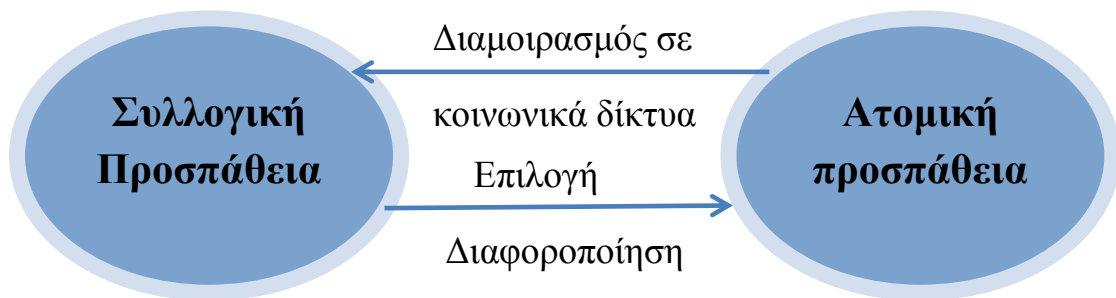 Συλλογική
Προσπάθεια
Διαμοιρασμός σε
κοινωνικά δίκτυα
Επιλογή
Διαφοροποίηση
Ατομική
προσπάθεια